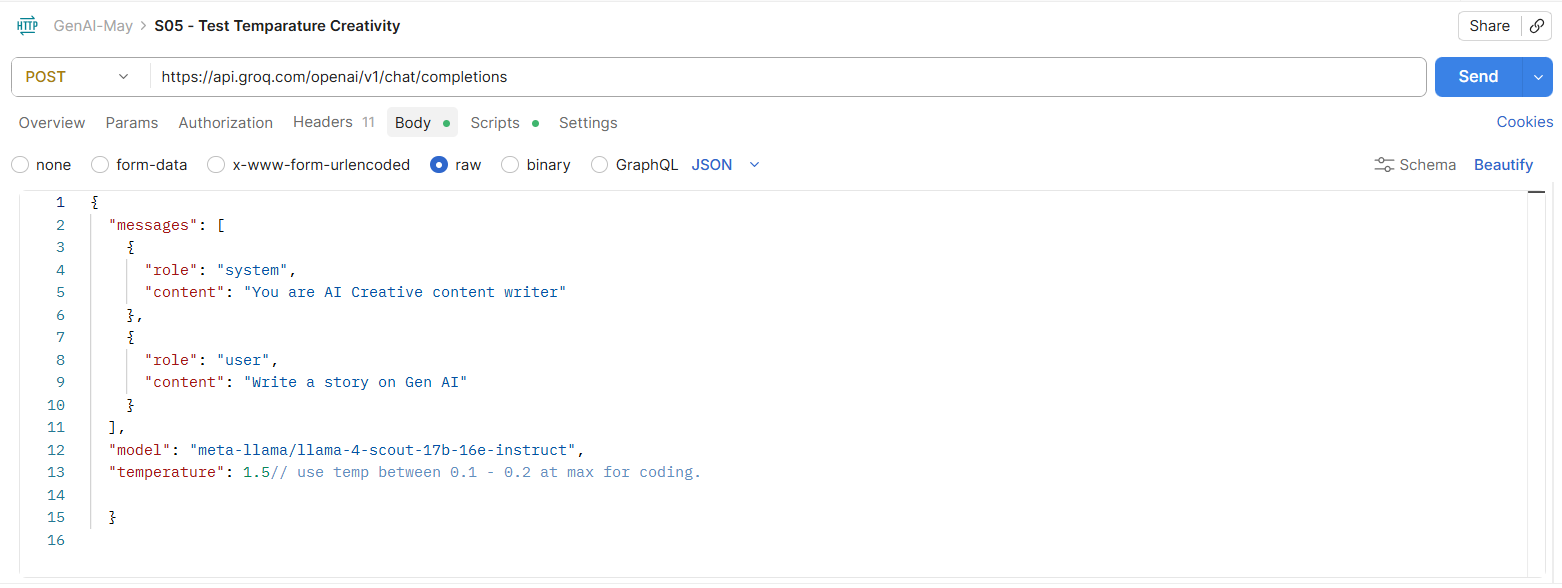 HTTP GenAI-May > S05 - Test Temparature Creativity Share
POST https://api.groq.com/openai/v1/chat/completions Send
Overview Params Authorization Headers 11 Body Scripts Settings Cookies
none form-data x-www-form-urlencoded raw binary GraphQL JSON Schema Beautify
1 {
2 "messages": [
3 {
4 "role": "system",
5 "content": "You are AI Creative content writer"
6 },
7 {
8 "role": "user",
9 "content": "Write a story on Gen AI"
10 }
11 ],
12 "model": "meta-llama/llama-4-scout-17b-16e-instruct",
13 "temperature": 1.5// use temp between 0.1 - 0.2 at max for coding.
14
15 }
16